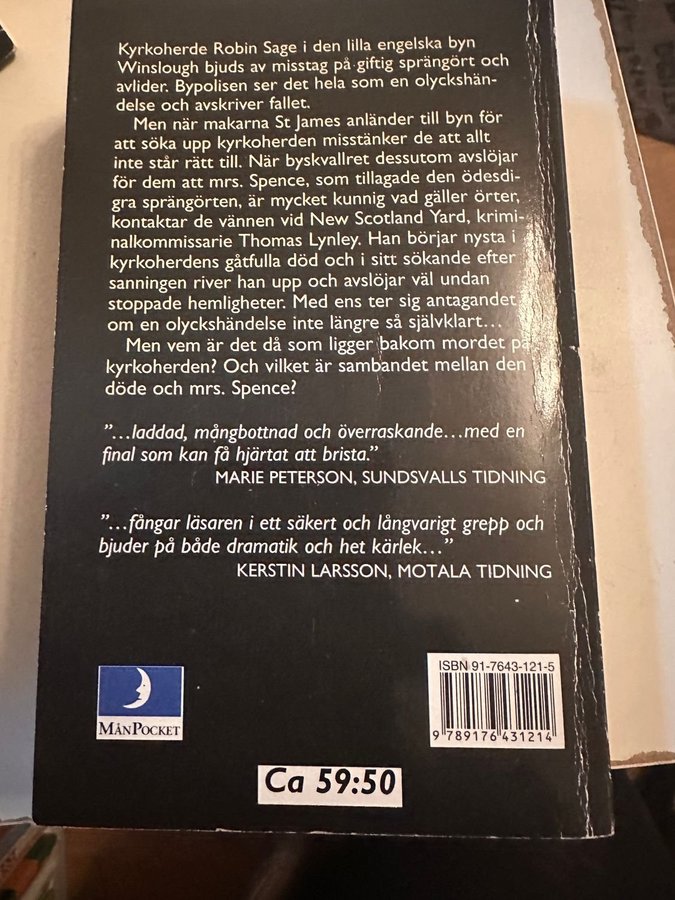 Kyrkoherde Robin Sage i den lilla engelska byn
Winslough bjuds av misstag på giftig sprängört och
avlider. Bypolisen ser det hela som en olyckshän-
delse och avskriver fallet.
Men när makarna St James anländer till byn för
att söka upp kyrkoherden misstänker de att allt
inte står rätt till. När byskvallret dessutom avslöjar
för dem att mrs. Spence, som tillagade den ödesdi-
gra sprängörten, är mycket kunnig vad gäller örter,
kontaktar de vännen vid New Scotland Yard, krimi-
nalkommissarie Thomas Lynley. Han börjar nysta i
kyrkoherdens gåtfulla död och i sitt sökande efter
sanningen river han upp och avslöjar väl undan
stoppade hemligheter. Med ens ter sig antagandet
om en olyckshändelse inte längre så självklart...
Men vem är det då som ligger bakom mordet på
kyrkoherden? Och vilket är sambandet mellan den
döde och mrs. Spence?
"...laddad, mångbottnad och överraskande...med en
final som kan få hjärtat att brista."
MARIE PETERSON, SUNDSVALLS TIDNING
"...fångar läsaren i ett säkert och långvarigt grepp och
bjuder på både dramatik och het kärlek..."
KERSTIN LARSSON, MOTALA TIDNING
ISBN 91-7643-121-5
9 789176 431214
MÅNPOCKET
Ca 59:50